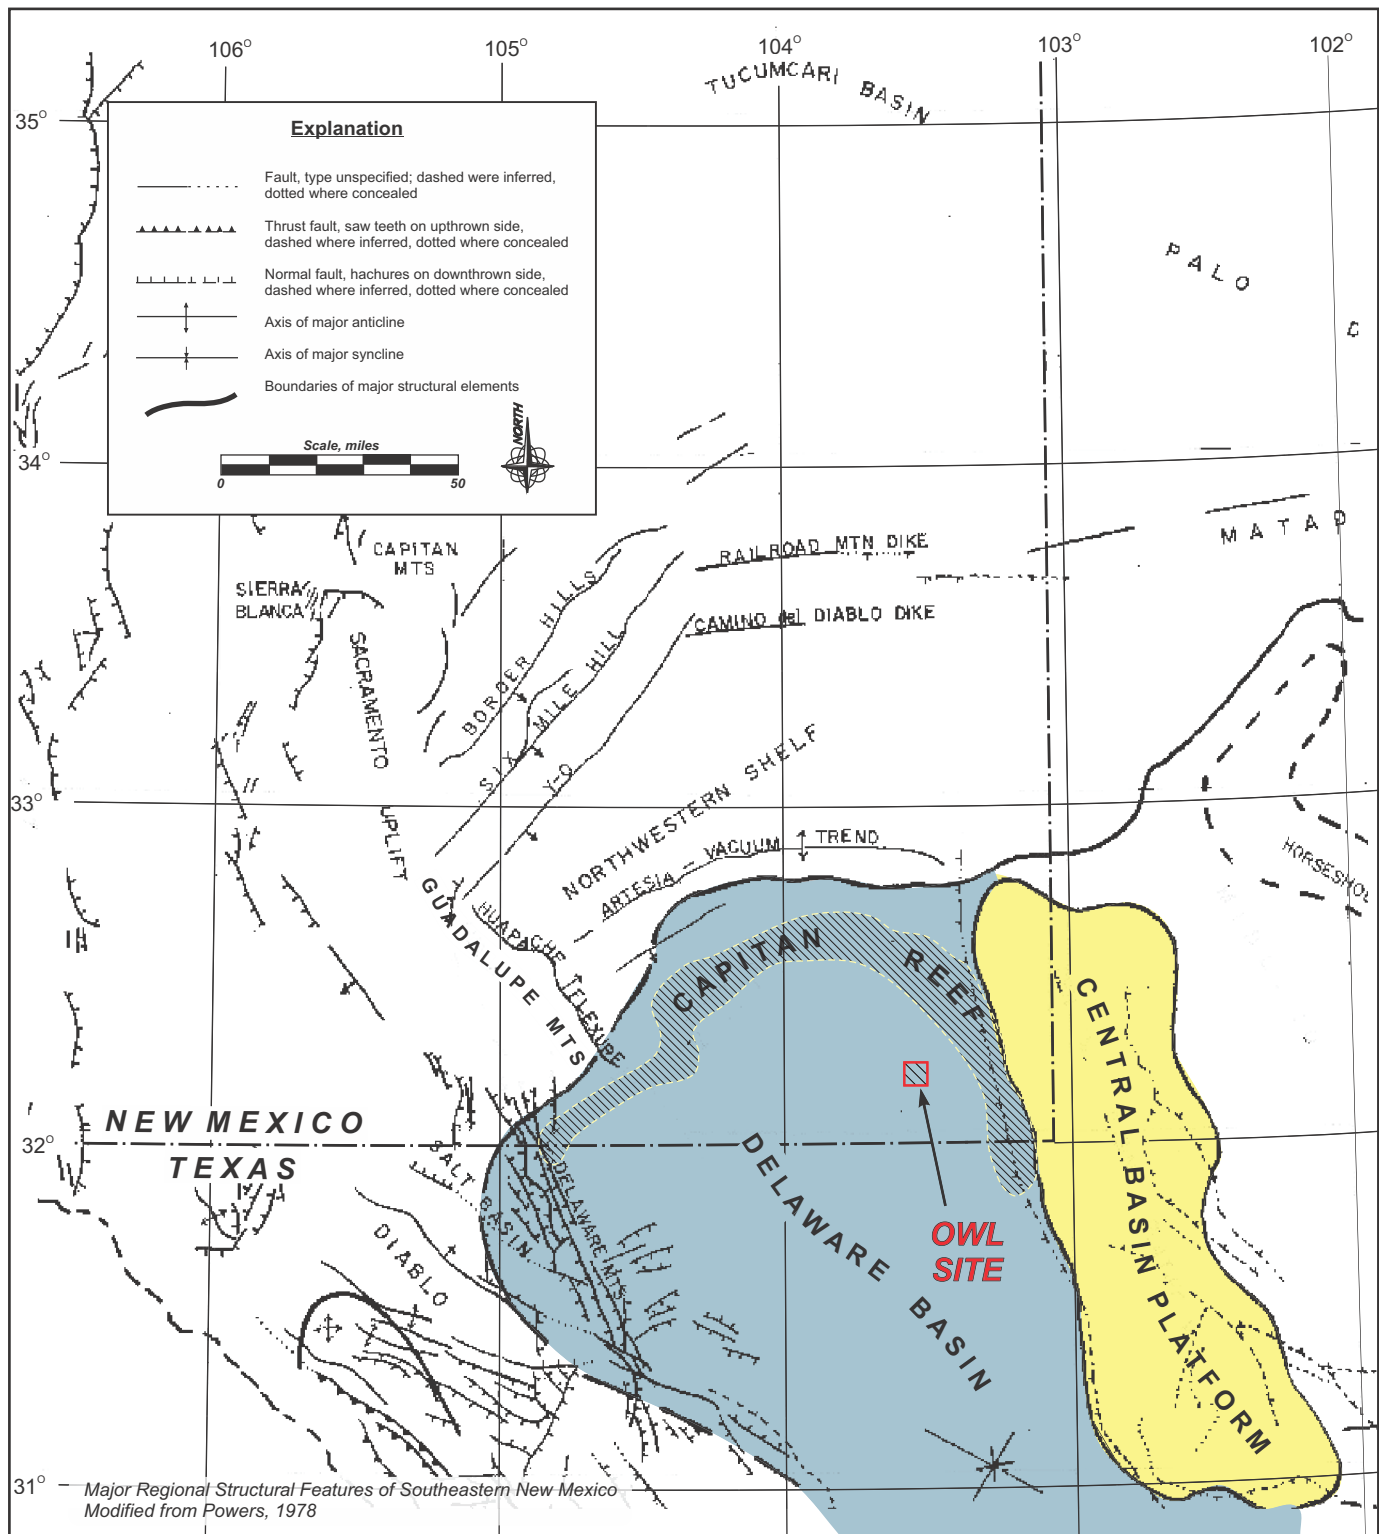 106° 105° 104° 103° 102°
TUCUMCARI BASIN
35°
Explanation
Fault, type unspecified; dashed were inferred,
dotted where concealed
Thrust fault, saw teeth on upthrown side,
dashed where inferred, dotted where concealed
Normal fault, hachures on downthrown side,
dashed where inferred, dotted where concealed
Axis of major anticline
Axis of major syncline
Boundaries of major structural elements
NORTH
Scale, miles
0 50
PALO
34°
MATAD
CAPITAN
MTS
RAILROAD MTN DIKE
SIERRA
BLANCA
CAMINO del DIABLO DIKE
BORDER HILLS
SIX MILE HILL
Y-O
SACRAMENTO
UPLIFT
33°
NORTHWESTERN SHELF
ARTESIA – VACUUM TREND
HORSESHO
GUADALUPE MTS
HUAPACHE FLEXURE
CAPITAN REEF
CENTRAL BASIN PLATFORM
NEW MEXICO
32°
TEXAS
SALT BASIN
DELAWARE MTS
DIABLO
DELAWARE BASIN
OWL
SITE
31°
Major Regional Structural Features of Southeastern New Mexico
Modified from Powers, 1978